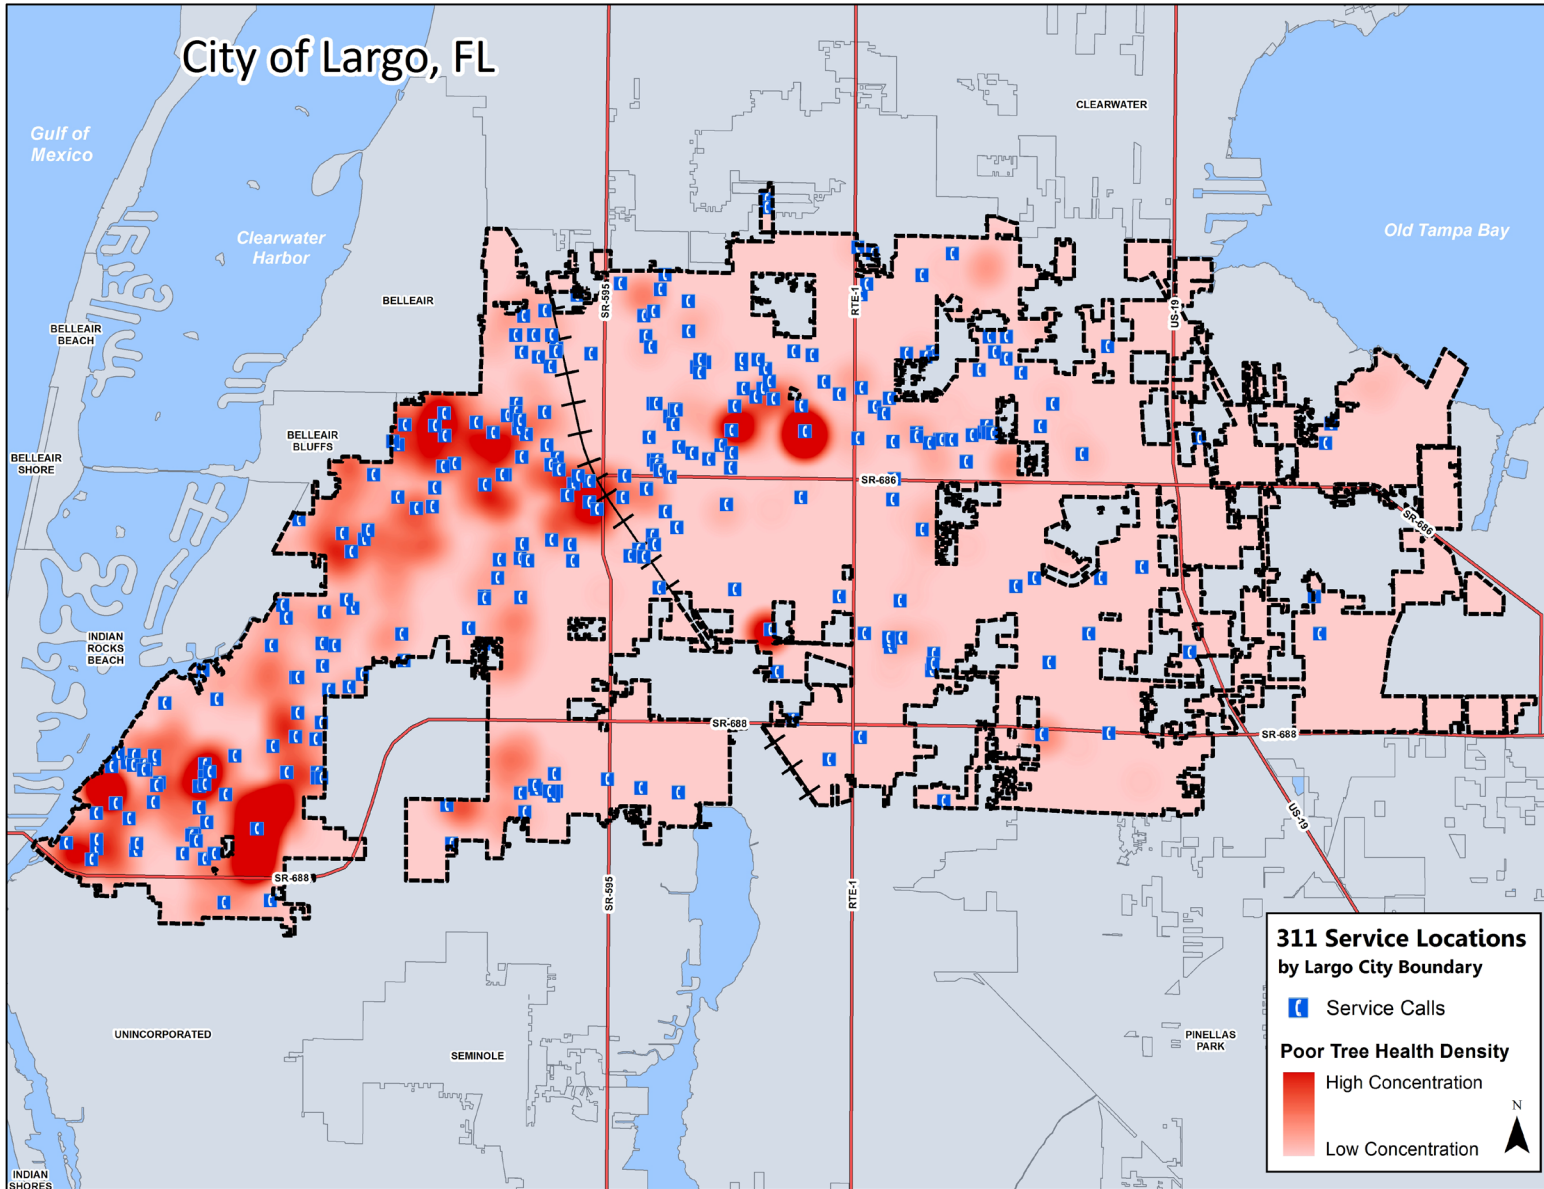 City of Largo, FL
CLEARWATER
Gulf of
Mexico
Clearwater
Harbor
Old Tampa Bay
BELLEAIR
SR-595
RTE-1
US-19
BELLEAIR
BEACH
BELLEAIR
BLUFFS
BELLEAIR
SHORE
SR-686
SR-686
INDIAN
ROCKS
BEACH
SR-688
SR-688
US-19
SR-688
SR-595
RTE-1
UNINCORPORATED
SEMINOLE
PINELLAS
PARK
INDIAN
SHORES
311 Service Locations
by Largo City Boundary
Service Calls
Poor Tree Health Density
High Concentration
Low Concentration
N